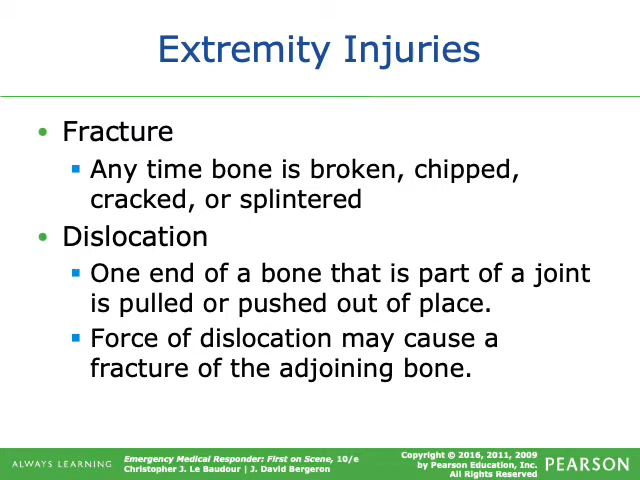 Extremity Injuries
• Fracture
▪ Any time bone is broken, chipped,
cracked, or splintered
• Dislocation
▪ One end of a bone that is part of a joint
is pulled or pushed out of place.
▪ Force of dislocation may cause a
fracture of the adjoining bone.
ALWAYS LEARNING
Emergency Medical Responder: First on Scene, 10/e
Christopher J. Le Baudour | J. David Bergeron
Copyright © 2016, 2011, 2009
by Pearson Education, Inc.
All Rights Reserved
PEARSON